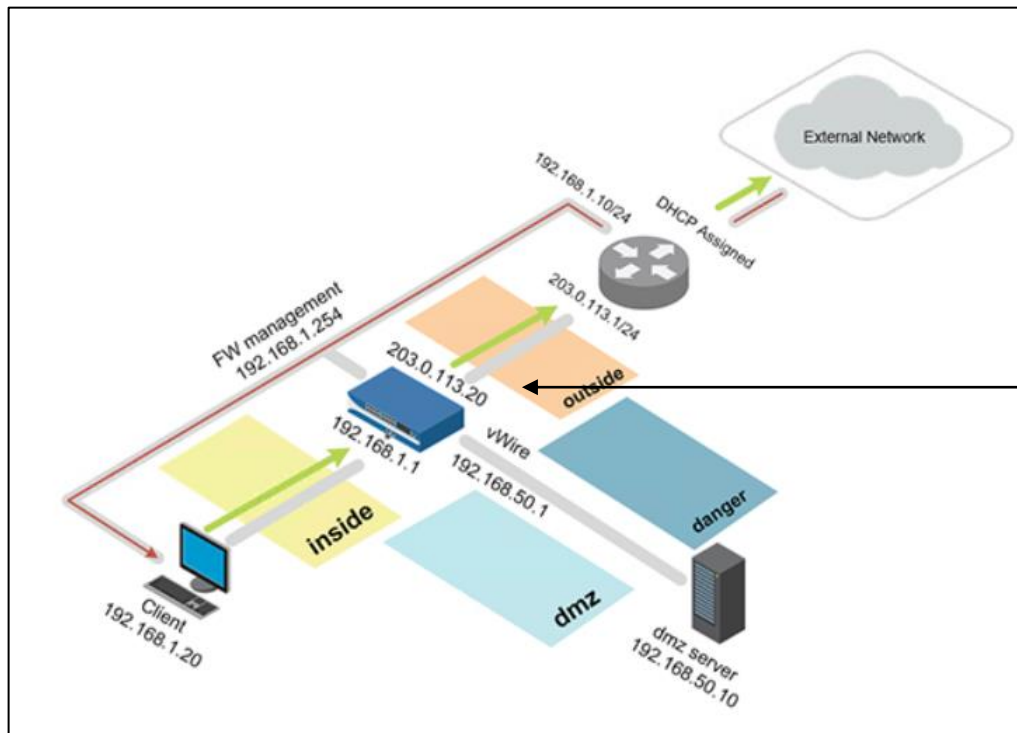 External Network
192.168.1.10/24
DHCP Assigned
203.0.113.1/24
FW management
192.168.1.254
203.0.113.20
outside
192.168.1.1
vWire
192.168.50.1
danger
inside
dmz
Client
192.168.1.20
dmz server
192.168.50.10